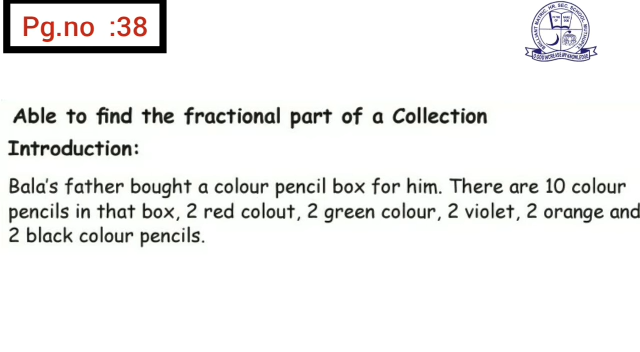 Pg.no :38
Able to find the fractional part of a Collection
Introduction:
Bala's father bought a colour pencil box for him. There are 10 colour
pencils in that box, 2 red colout, 2 green colour, 2 violet, 2 orange and
2 black colour pencils.